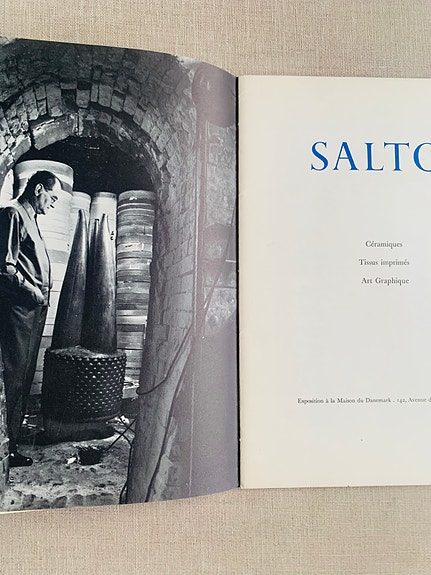 SALTO
Céramiques
Tissus imprimés
Art Graphique
Exposition à la Maison du Danemark . 142, Avenue d